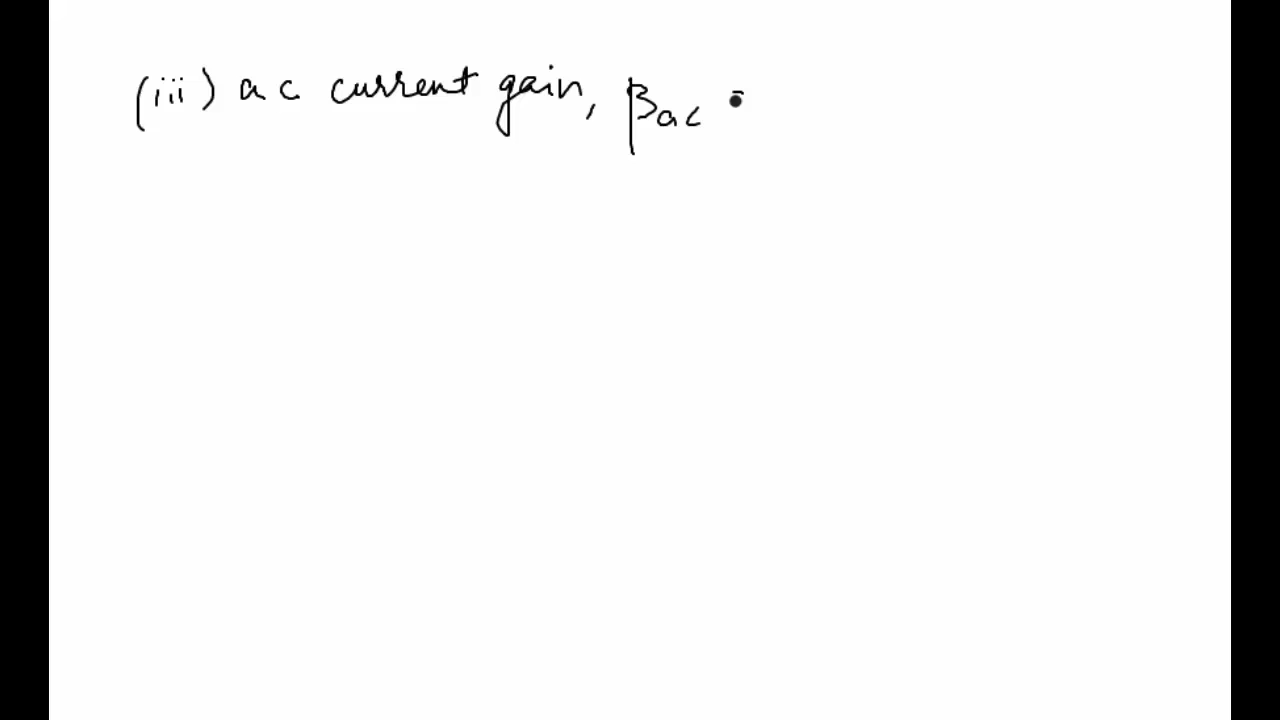 (iii) ac current gain, βac =